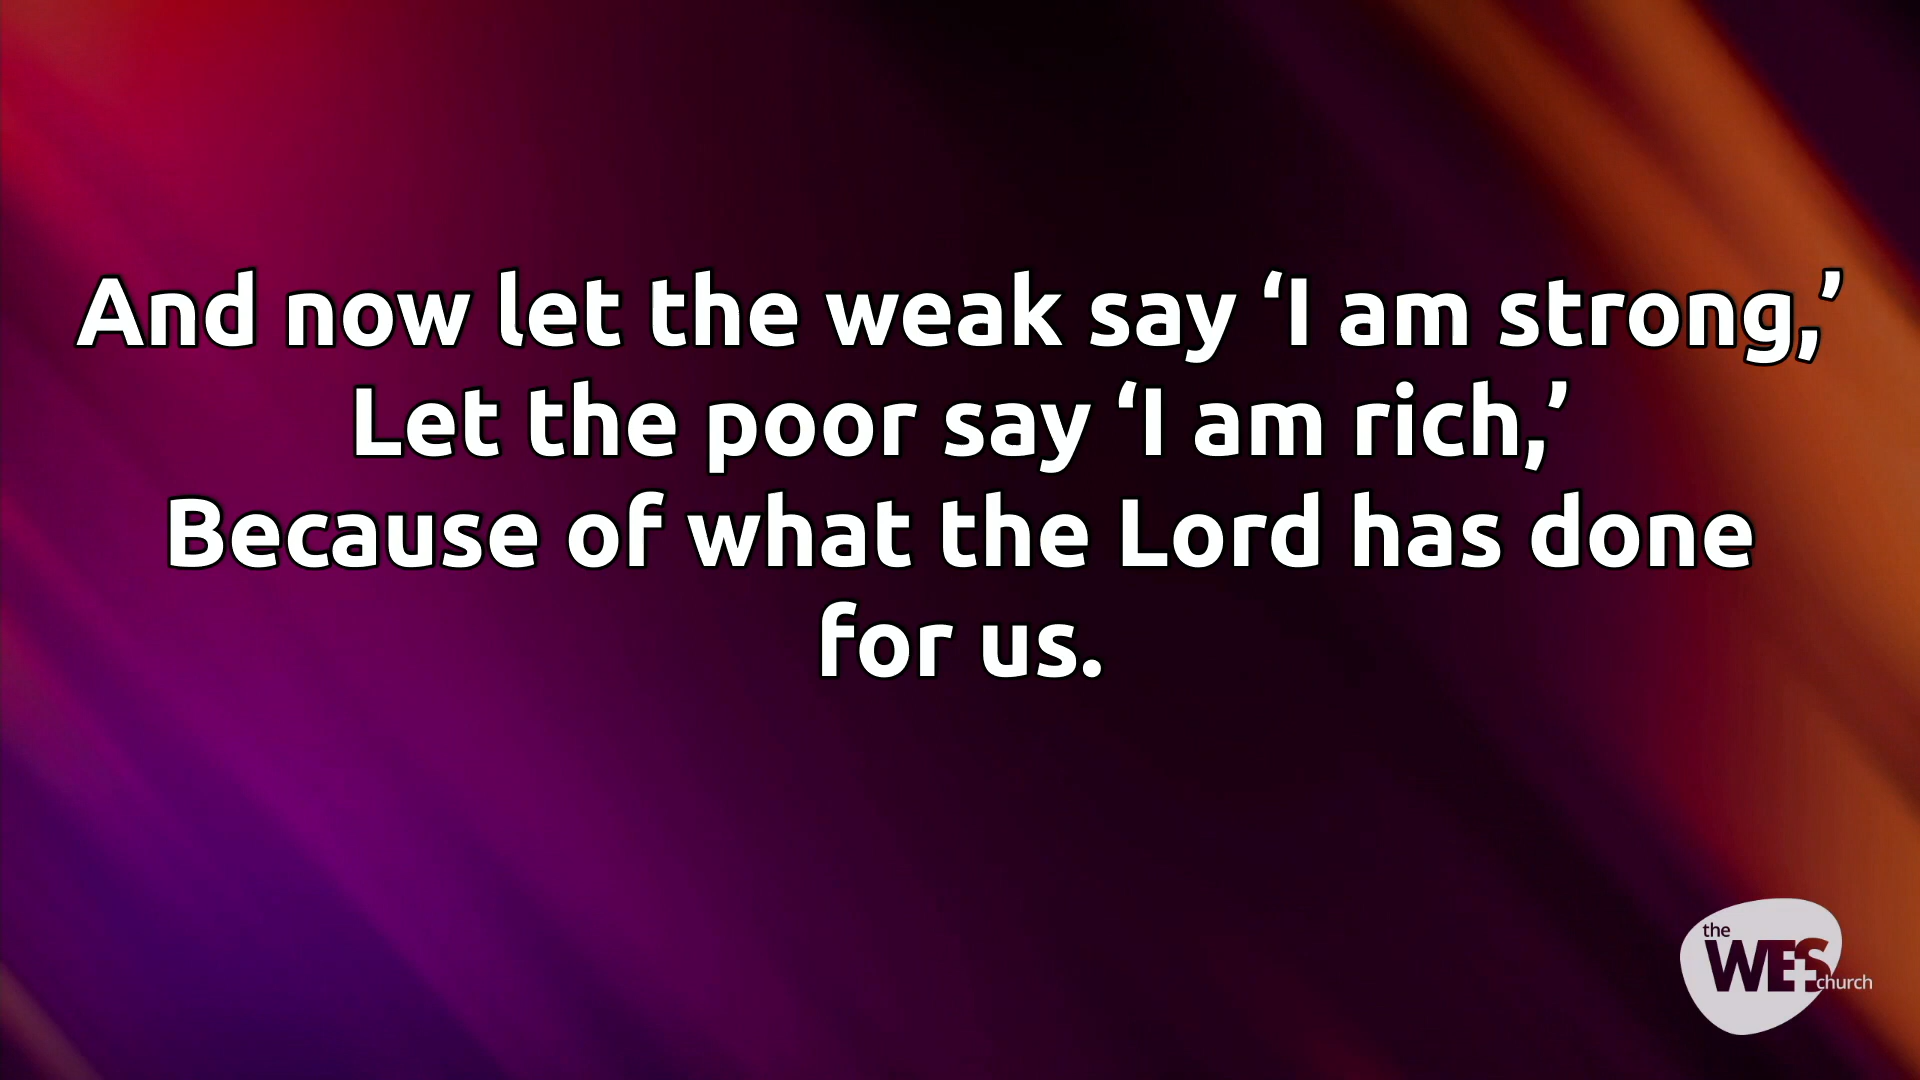 And now let the weak say ‘I am strong,’
Let the poor say ‘I am rich,’
Because of what the Lord has done
for us.
the
WES
church